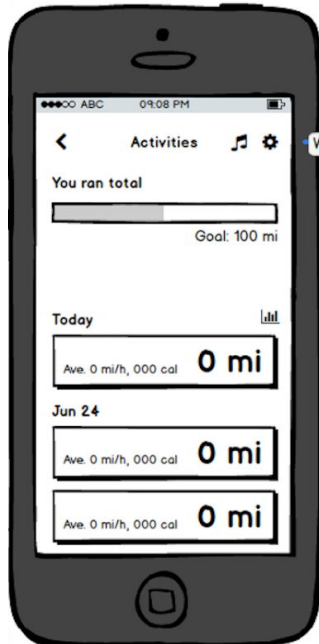 ABC 09:08 PM
Activities
You ran total
Goal: 100 mi
Today
Ave. 0 mi/h, 000 cal 0 mi
Jun 24
Ave. 0 mi/h, 000 cal 0 mi
Ave. 0 mi/h, 000 cal 0 mi